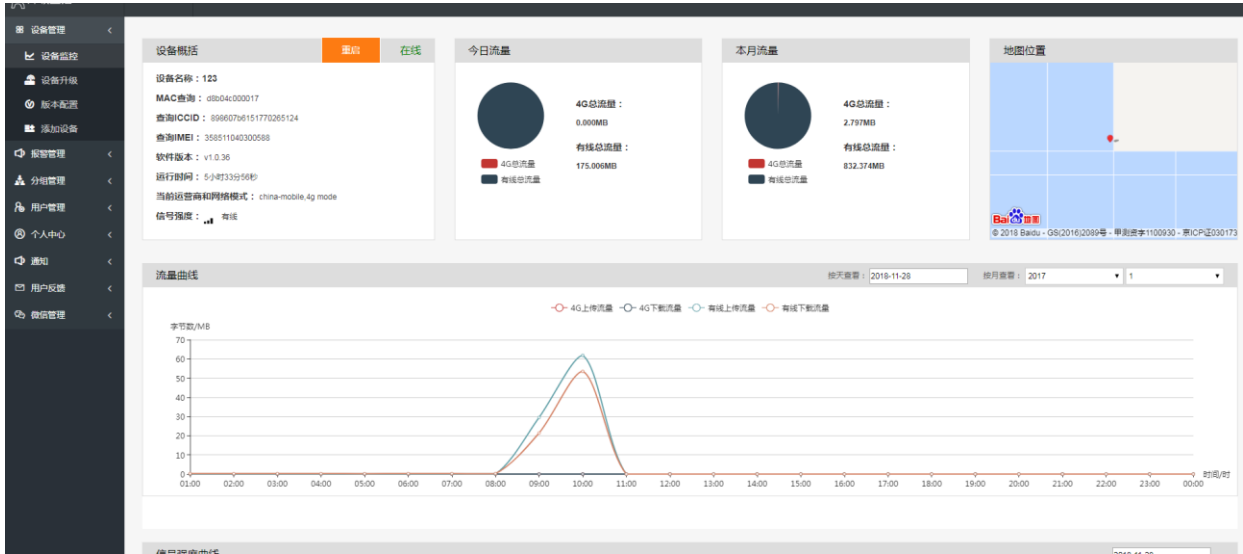 设备管理
设备监控
设备升级
版本配置
添加设备
报警管理
分组管理
用户管理
个人中心
通知
用户反馈
微信管理
设备概括
重启
在线
设备名称：123
MAC查询： d8b04c000017
查询ICCID： 898607b6151770265124
查询IMEI： 358511040300588
软件版本： v1.0.36
运行时间： 5小时33分56秒
当前运营商和网络模式： china-mobile,4g mode
信号强度： 有线
今日流量
4G总流量
有线总流量
4G总流量：
0.000MB
有线总流量：
175.006MB
本月流量
4G总流量
有线总流量
4G总流量：
2.797MB
有线总流量：
832.374MB
地图位置
Bai 地图
© 2018 Baidu - GS(2016)2089号 - 甲测资字1100930 - 京ICP证030173
流量曲线
按天查看： 2018-11-28
按月查看： 2017 1
4G上传流量 4G下载流量 有线上传流量 有线下载流量
字节数/MB
70
60
50
40
30
20
10
0
01:00 02:00 03:00 04:00 05:00 06:00 07:00 08:00 09:00 10:00 11:00 12:00 13:00 14:00 15:00 16:00 17:00 18:00 19:00 20:00 21:00 22:00 23:00 00:00
时间/时
信号强度曲线
2018-11-28